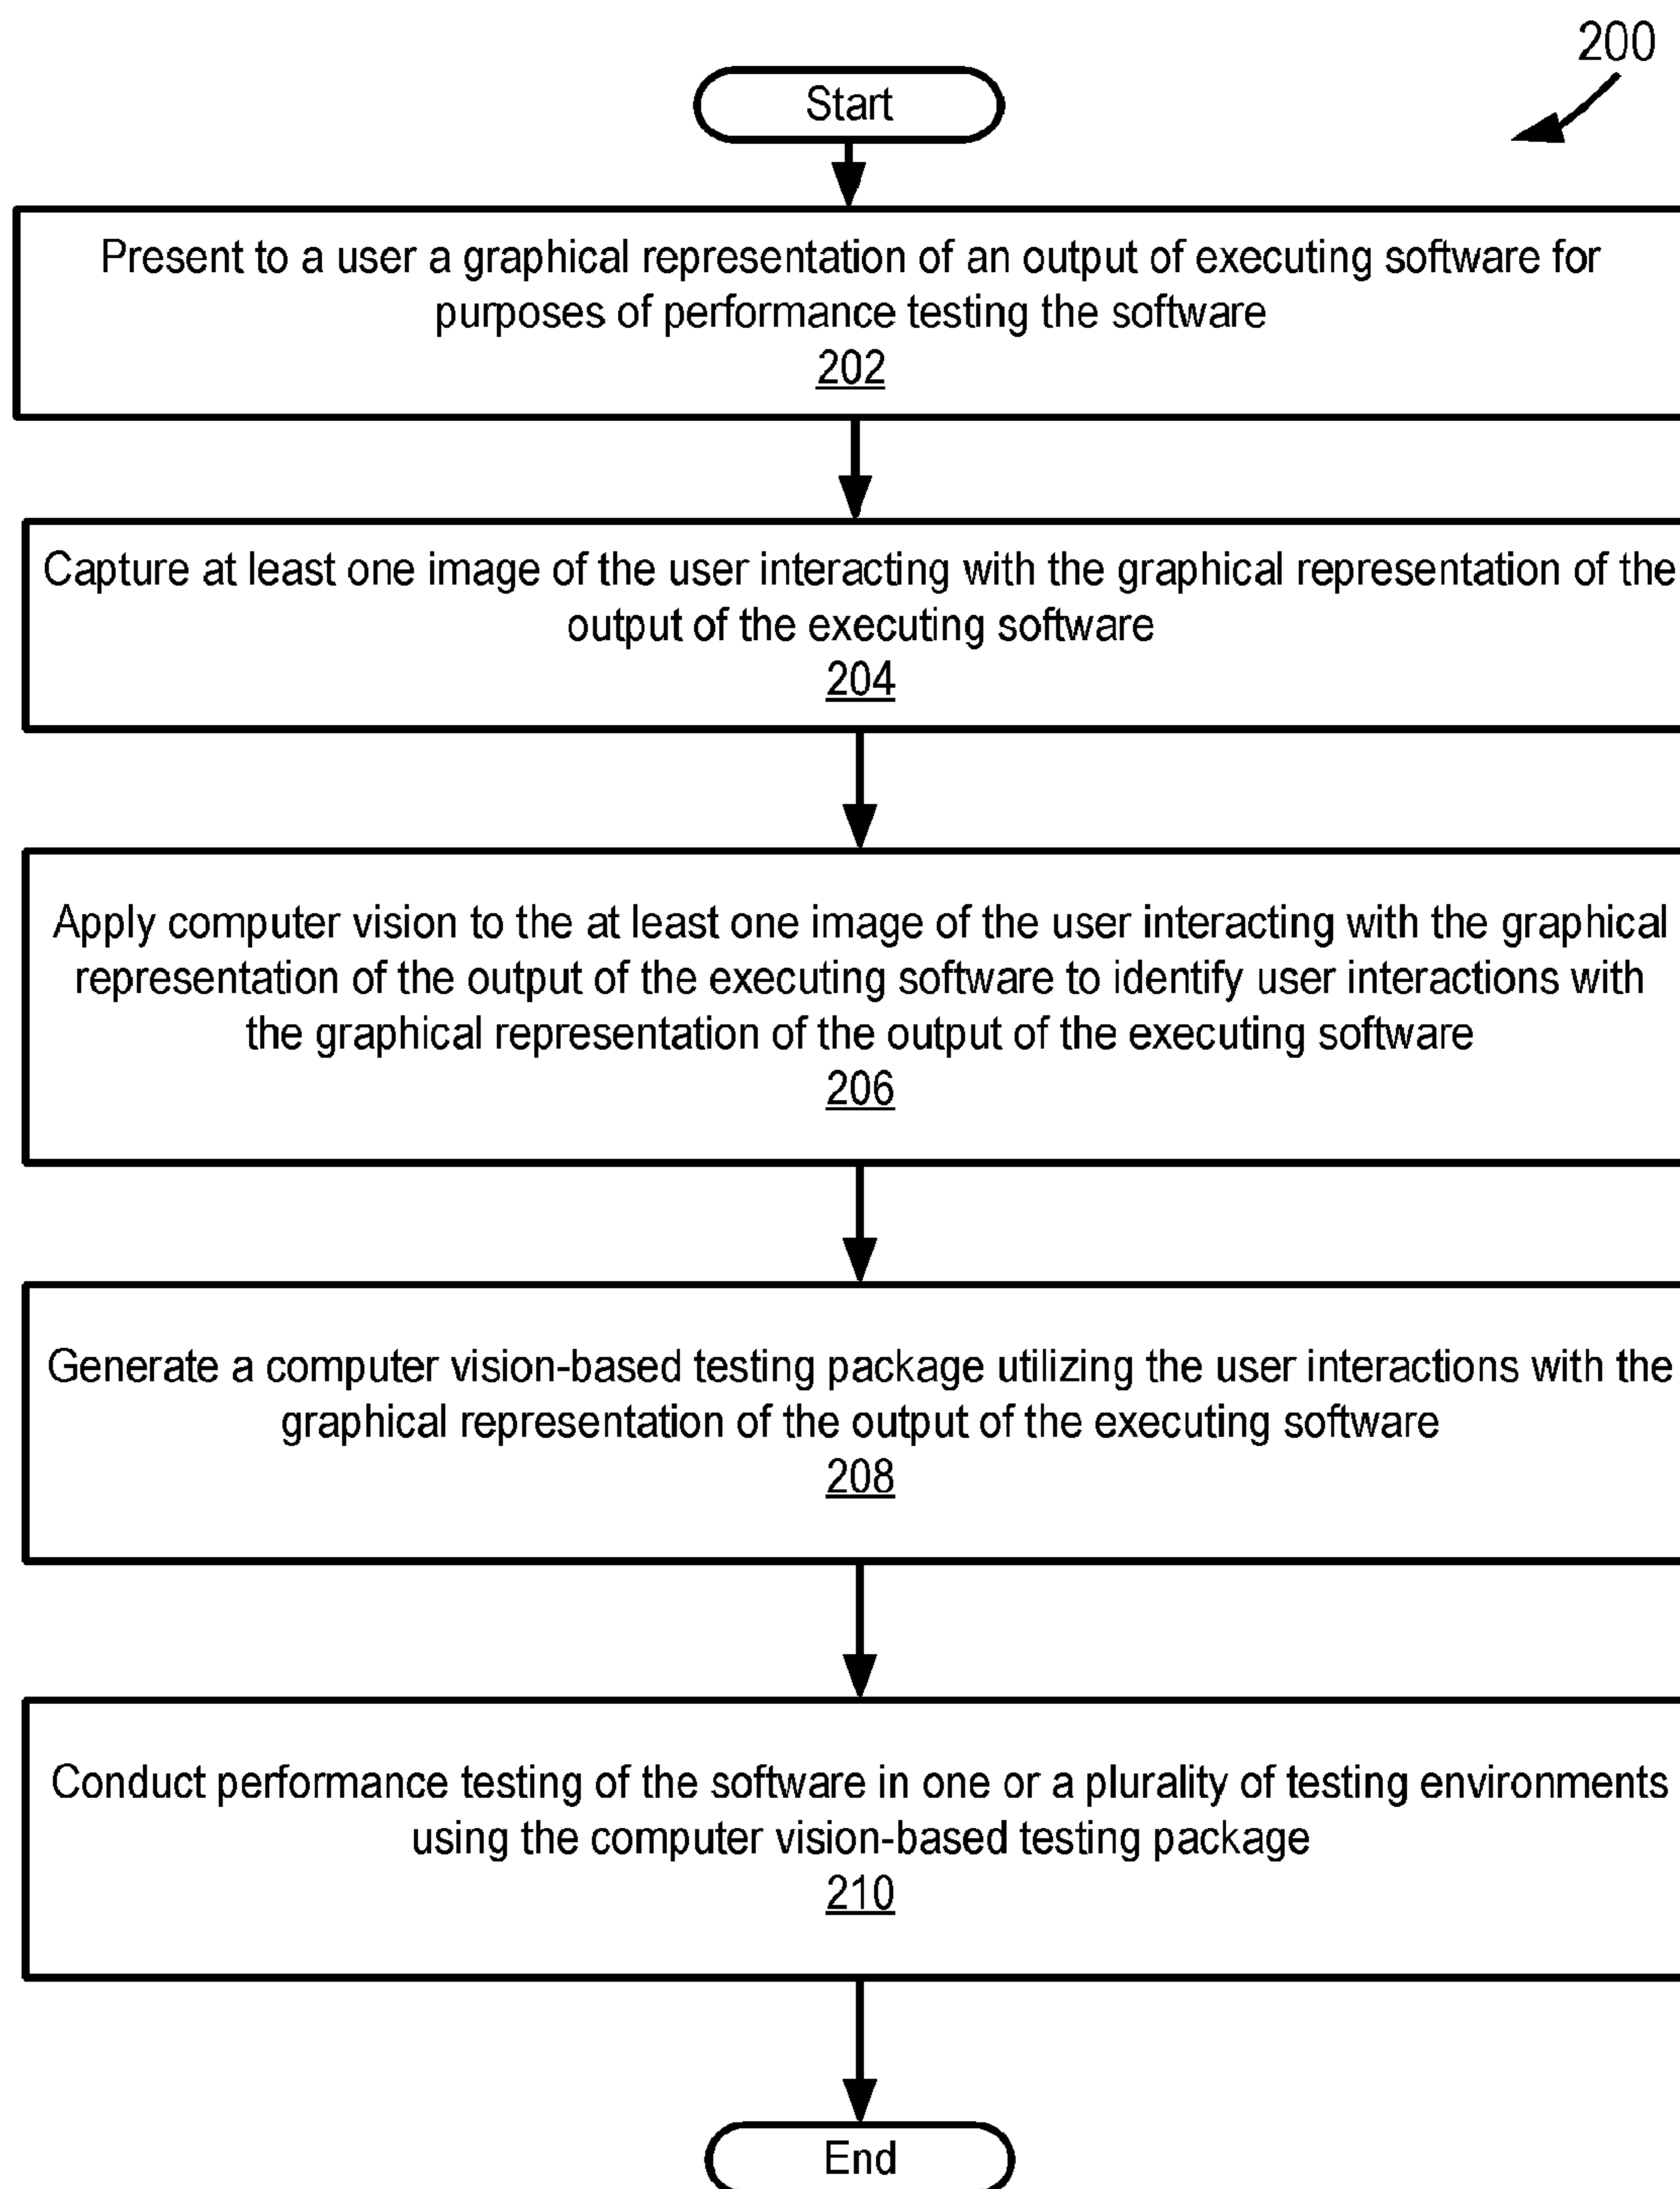 200
Start
Present to a user a graphical representation of an output of executing software for
purposes of performance testing the software
202
Capture at least one image of the user interacting with the graphical representation of the
output of the executing software
204
Apply computer vision to the at least one image of the user interacting with the graphical
representation of the output of the executing software to identify user interactions with
the graphical representation of the output of the executing software
206
Generate a computer vision-based testing package utilizing the user interactions with the
graphical representation of the output of the executing software
208
Conduct performance testing of the software in one or a plurality of testing environments
using the computer vision-based testing package
210
End